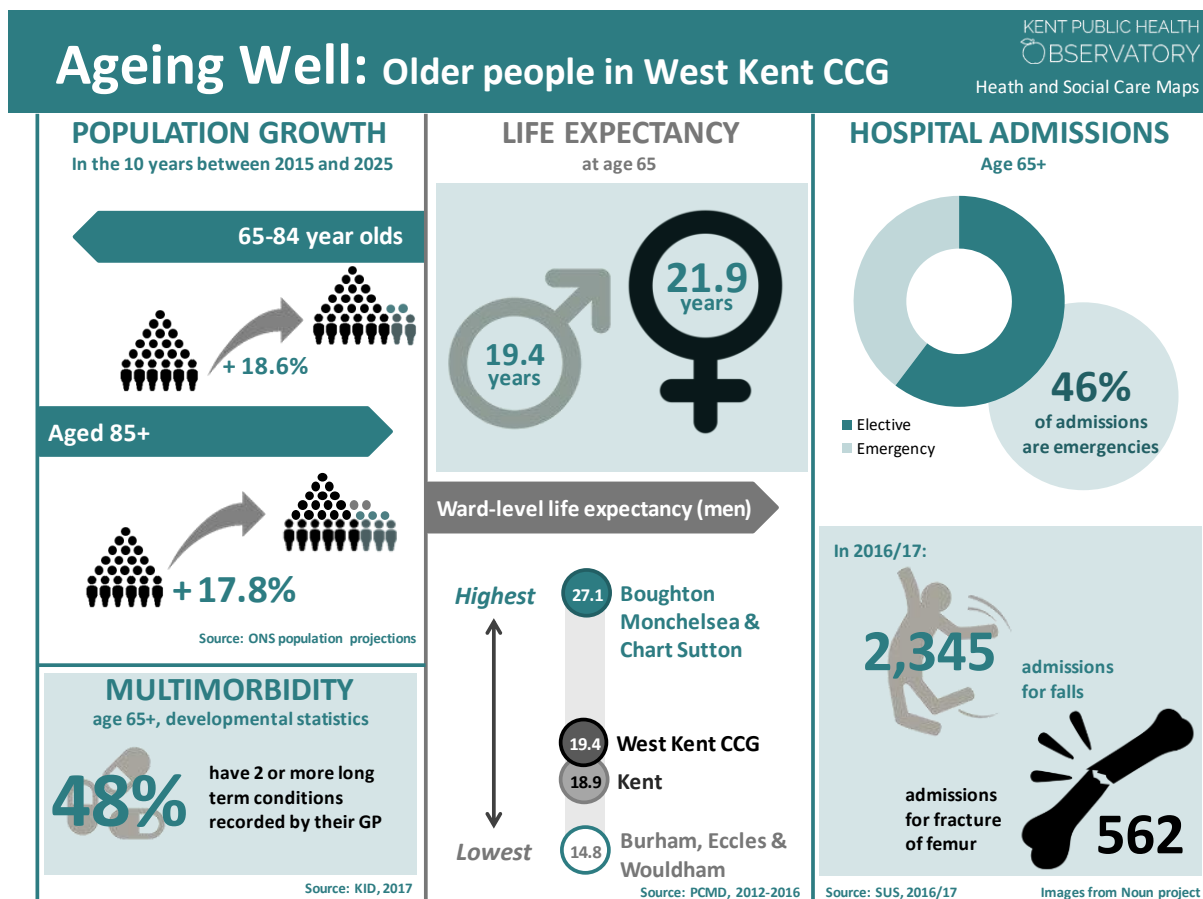 Ageing Well: Older people in West Kent CCG
KENT PUBLIC HEALTH
OBSERVATORY
Heath and Social Care Maps
POPULATION GROWTH
In the 10 years between 2015 and 2025
65-84 year olds
+ 18.6%
Aged 85+
+ 17.8%
Source: ONS population projections
MULTIMORBIDITY
age 65+, developmental statistics
48%
have 2 or more long
term conditions
recorded by their GP
Source: KID, 2017
LIFE EXPECTANCY
at age 65
21.9
years
19.4
years
Ward-level life expectancy (men)
Highest
27.1
Boughton
Monchelsea &
Chart Sutton
19.4
West Kent CCG
18.9
Kent
Lowest
14.8
Burham, Eccles &
Wouldham
Source: PCMD, 2012-2016
HOSPITAL ADMISSIONS
Age 65+
46%
of admissions
are emergencies
Elective
Emergency
In 2016/17:
2,345
admissions
for falls
admissions
for fracture
of femur
562
Source: SUS, 2016/17
Images from Noun project